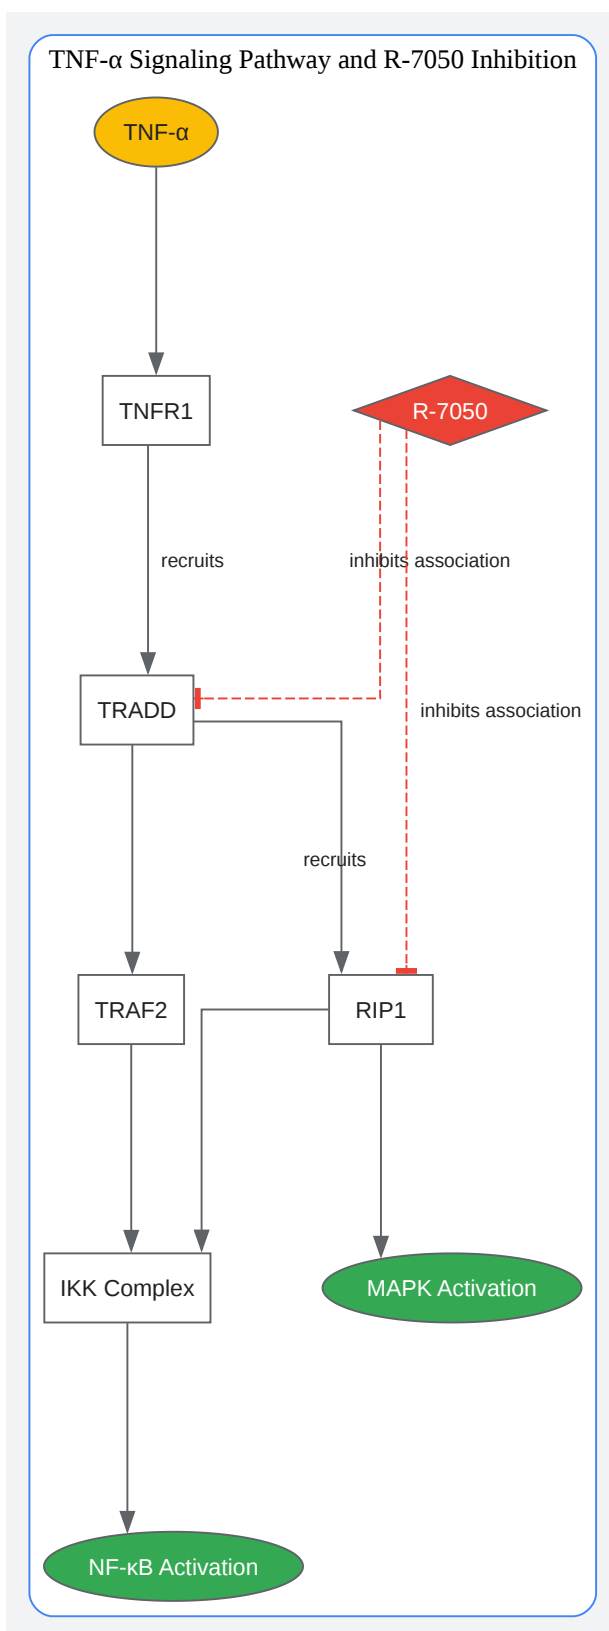 TNF-α Signaling Pathway and R-7050 Inhibition
TNF-α
TNFR1
R-7050
recruits
inhibits association
TRADD
inhibits association
recruits
TRAF2
RIP1
IKK Complex
MAPK Activation
NF-κB Activation